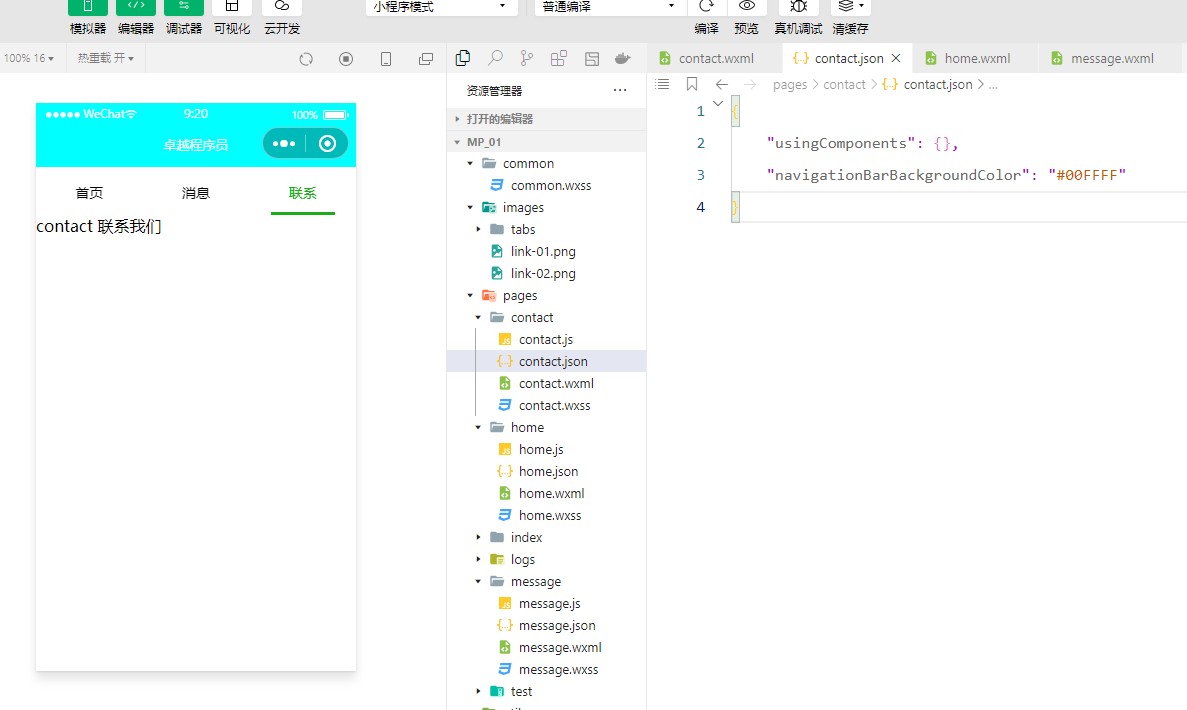 小程序模式
普通编译
模拟器 编辑器 调试器 可视化 云开发
编译 预览 真机调试 清缓存
100% 16 热重载 开
WeChat 9:20 100%
卓越程序员
首页 消息 联系
contact 联系我们
资源管理器 ...
打开的编辑器
MP_01
common
common.wxss
images
tabs
link-01.png
link-02.png
pages
contact
contact.js
contact.json
contact.wxml
contact.wxss
home
home.js
home.json
home.wxml
home.wxss
index
logs
message
message.js
message.json
message.wxml
message.wxss
test
contact.wxml contact.json home.wxml message.wxml
pages > contact > {..} contact.json > ...
1 {
2 "usingComponents": {},
3 "navigationBarBackgroundColor": "#00FFFF"
4 }